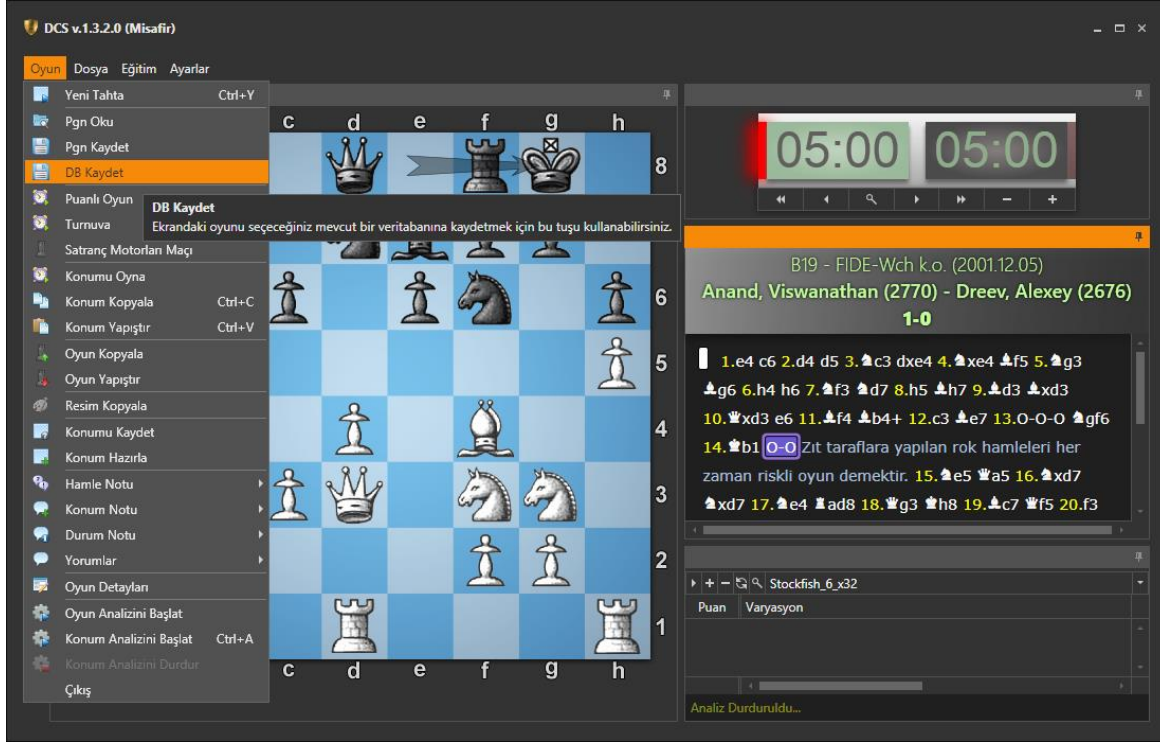 DCS v.1.3.2.0 (Misafir)
Oyun Dosya Eğitim Ayarlar
Yeni Tahta Ctrl+Y
Pgn Oku
Pgn Kaydet
DB Kaydet
Puanlı Oyun
Turnuva
Satranç Motorları Maçı
Konumu Oyna
Konum Kopyala Ctrl+C
Konum Yapıştır Ctrl+V
Oyun Kopyala
Oyun Yapıştır
Resim Kopyala
Konumu Kaydet
Konum Hazırla
Hamle Notu
Konum Notu
Durum Notu
Yorumlar
Oyun Detayları
Oyun Analizini Başlat
Konum Analizini Başlat Ctrl+A
Konum Analizini Durdur
Çıkış
DB Kaydet
Ekrandaki oyunu seçeceğiniz mevcut bir veritabanına kaydetmek için bu tuşu kullanabilirsiniz.
c d e f g h
8
6
5
4
3
2
1
c d e f g h
05:00 05:00
B19 - FIDE-Wch k.o. (2001.12.05)
Anand, Viswanathan (2770) - Dreev, Alexey (2676)
1-0
1.e4 c6 2.d4 d5 3.♞c3 dxe4 4.♞xe4 ♝f5 5.♞g3
♝g6 6.h4 h6 7.♞f3 ♞d7 8.h5 ♝h7 9.♝d3 ♝xd3
10.♛xd3 e6 11.♝f4 ♝b4+ 12.c3 ♝e7 13.O-O-O ♞gf6
14.♚b1 O-O Zıt taraflara yapılan rok hamleleri her
zaman riskli oyun demektir. 15.♞e5 ♛a5 16.♞xd7
♞xd7 17.♞e4 ♜ad8 18.♛g3 ♚h8 19.♝c7 ♛f5 20.f3
Stockfish_6_x32
Puan Varyasyon
Analiz Durduruldu...